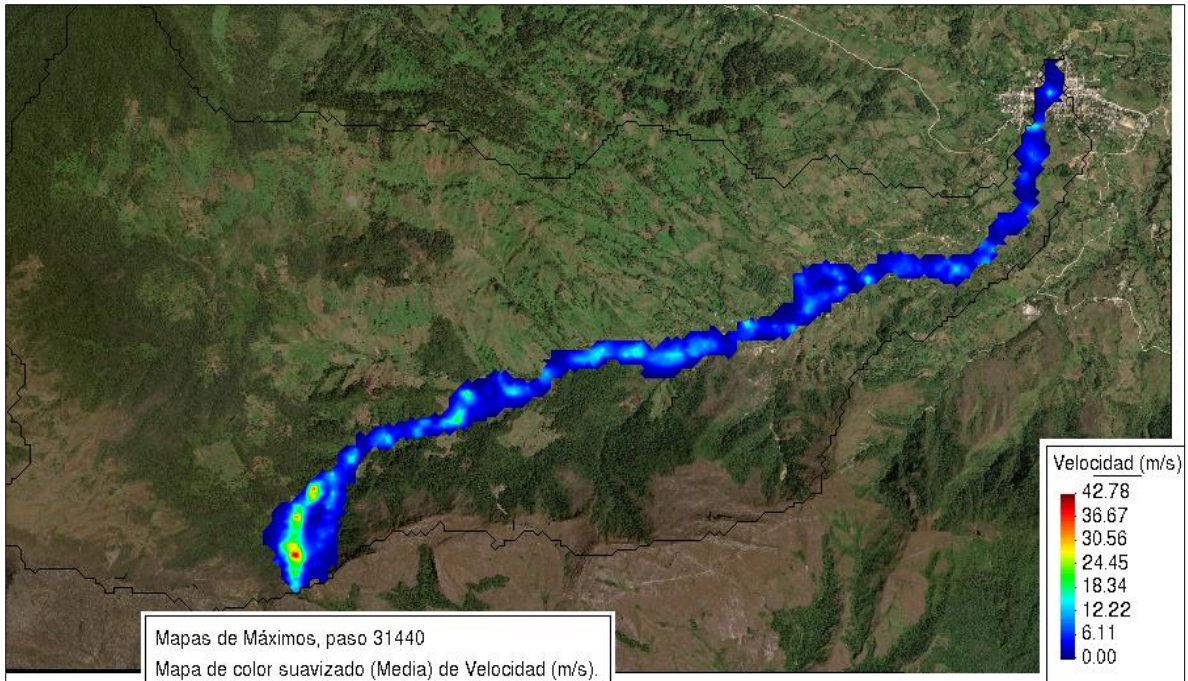 Velocidad (m/s)
42.78
36.67
30.56
24.45
18.34
12.22
6.11
0.00
Mapas de Máximos, paso 31440
Mapa de color suavizado (Media) de Velocidad (m/s).